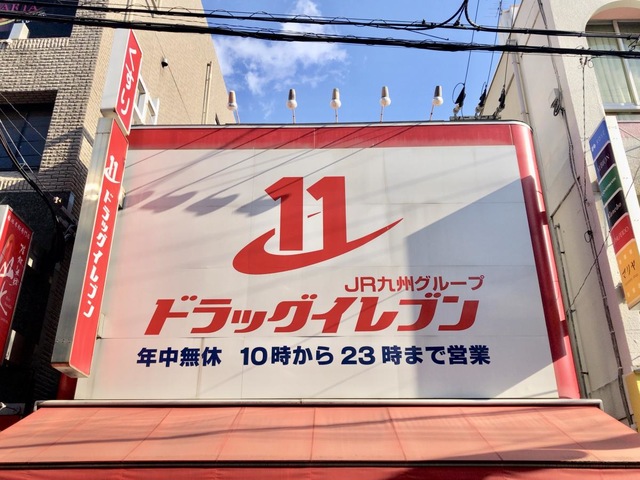 くすり
11
ドラッグイレブン
11
JR九州グループ
ドラッグイレブン
年中無休 10時から23時まで営業